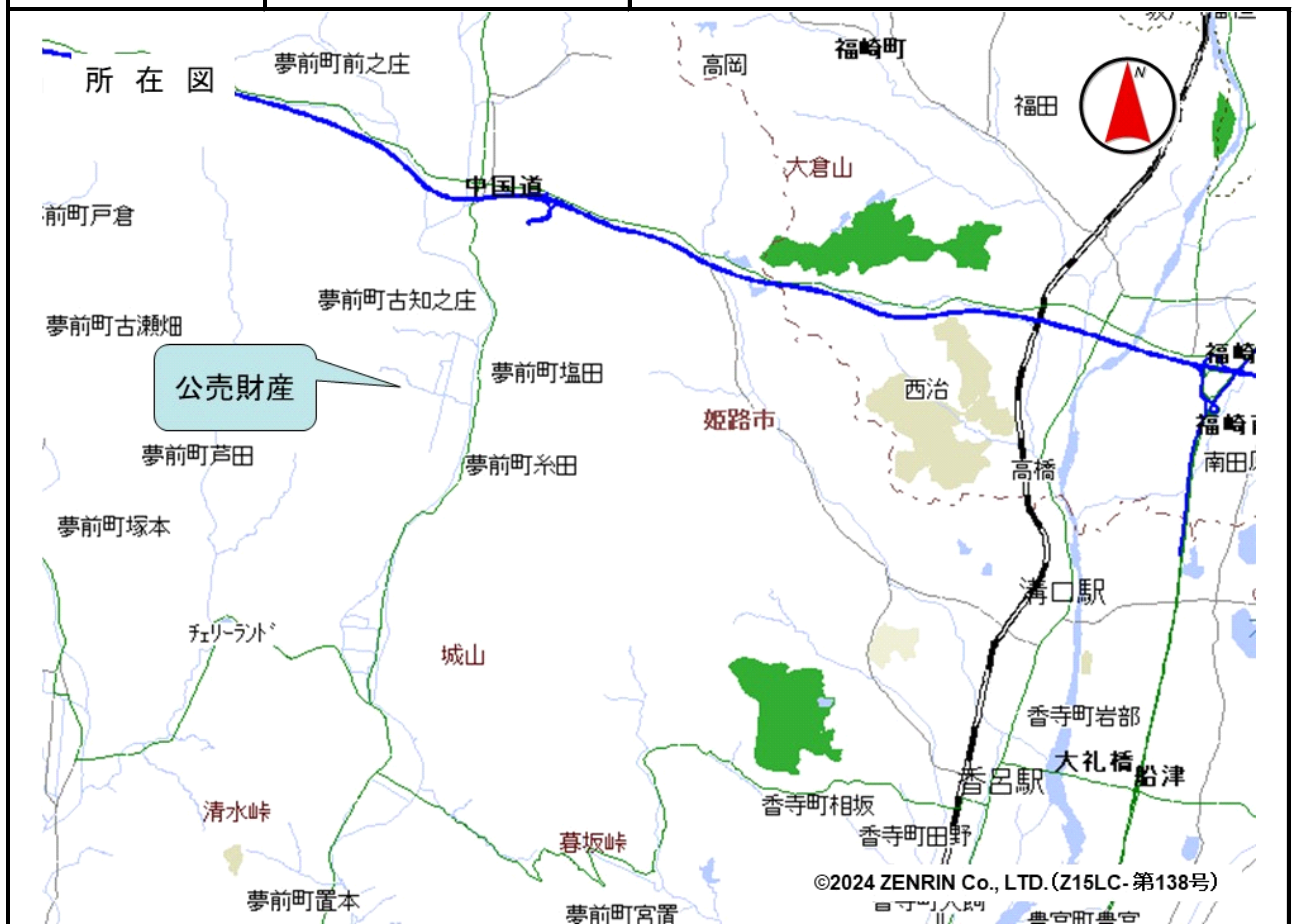 福崎町
夢前町前之庄
高岡
所 在 図
福田
大倉山
中国道
前町戸倉
夢前町古知之庄
夢前町古瀬畑
福崎
夢前町塩田
公売財産
西治
姫路市
福崎
夢前町芦田
夢前町糸田
高橋
南田
夢前町塚本
溝口駅
チェリーランド
城山
香寺町岩部
大礼橋
船津
香呂駅
清水峠
香寺町相坂
暮坂峠
香寺町田野
©2024 ZENRIN Co., LTD.(Z15LC- 第138号)
夢前町置本
夢前町宮置
N